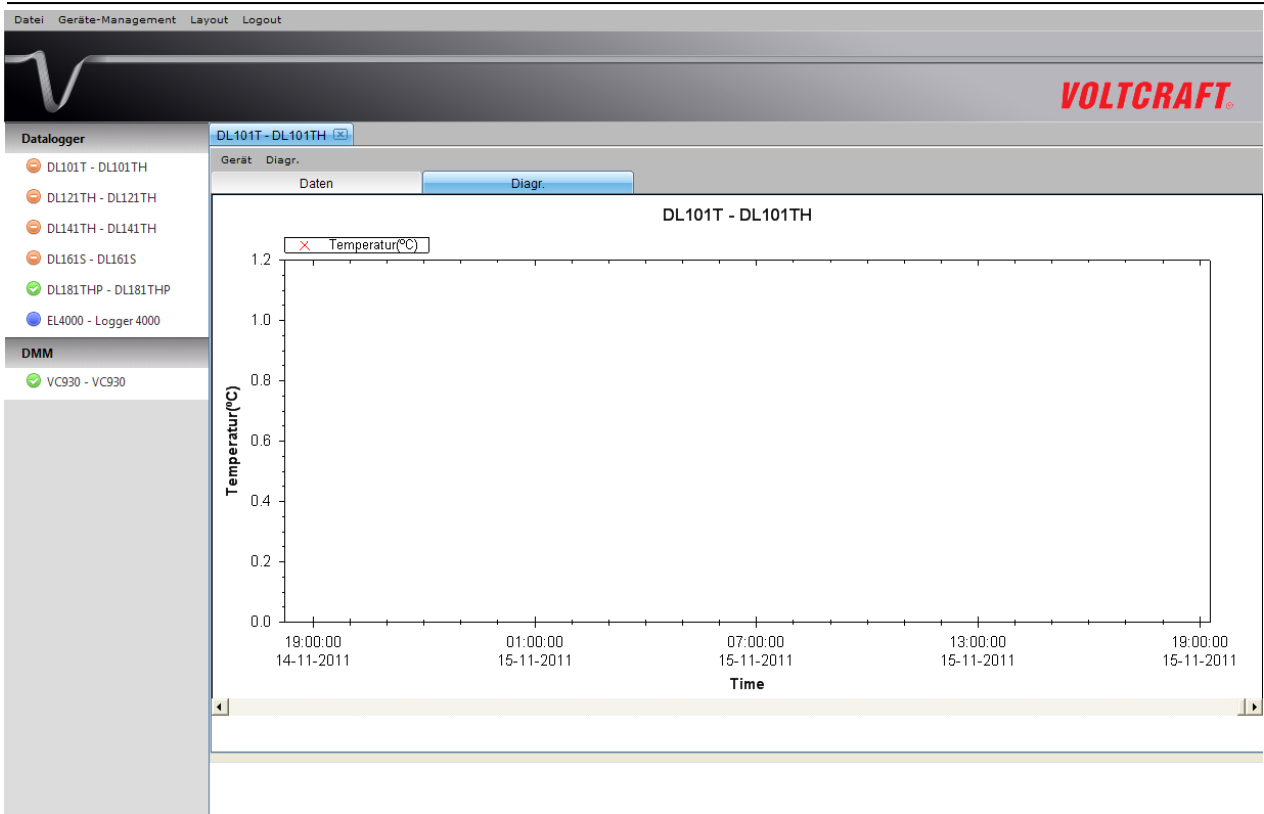 Datei Geräte-Management Layout Logout
VOLTCRAFT®
Datalogger
DL101T - DL101TH
DL121TH - DL121TH
DL141TH - DL141TH
DL161S - DL161S
DL181THP - DL181THP
EL4000 - Logger 4000
DMM
VC930 - VC930
DL101T - DL101TH
Gerät Diagr.
Daten Diagr.
DL101T - DL101TH
Temperatur(ºC)
1.2
1.0
0.8
0.6
0.4
0.2
0.0
Temperatur(ºC)
19:00:00 01:00:00 07:00:00 13:00:00 19:00:00
14-11-2011 15-11-2011 15-11-2011 15-11-2011 15-11-2011
Time